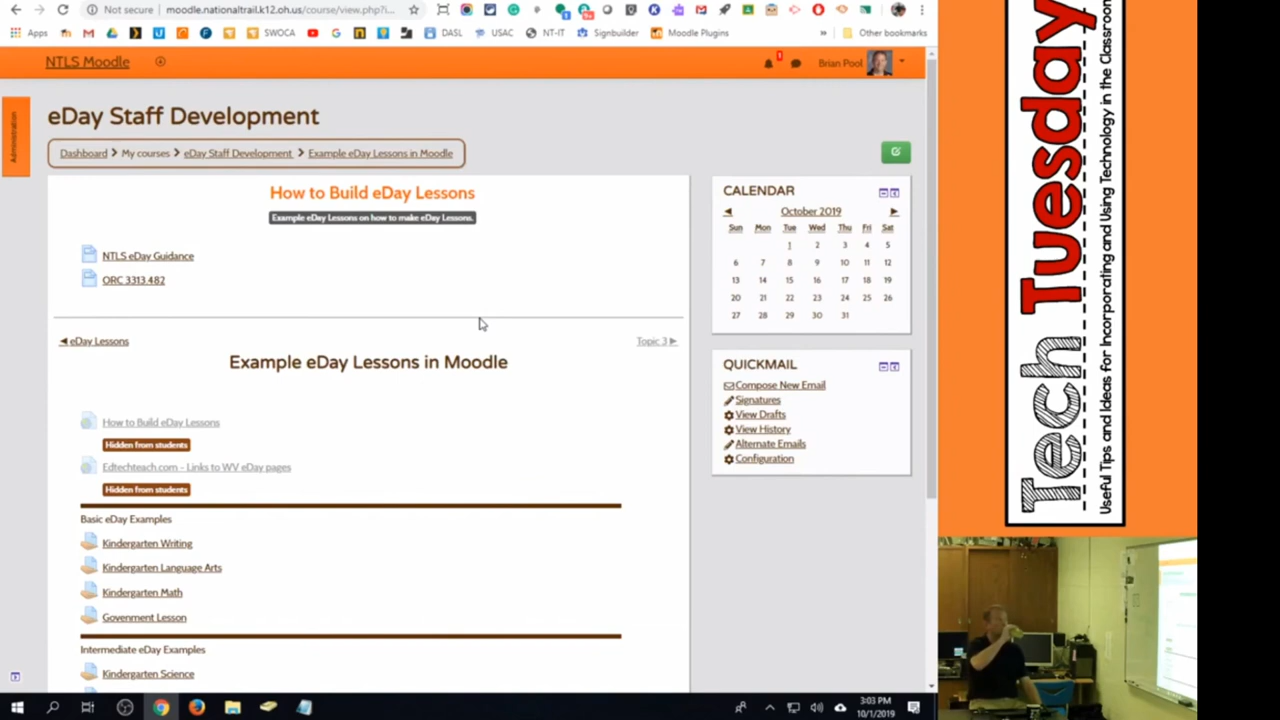 Not secure | moodle.nationaltrail.k12.oh.us/course/view.php?i...
Apps
SWOCA
DASL
USAC
NT-IT
Signbuilder
Moodle Plugins
»
Other bookmarks
NTLS Moodle
1
Brian Pool
Administration
eDay Staff Development
Dashboard > My courses > eDay Staff Development > Example eDay Lessons in Moodle
How to Build eDay Lessons
Example eDay Lessons on how to make eDay Lessons.
NTLS eDay Guidance
ORC 3313.482
◀ eDay Lessons
Topic 3 ▶
Example eDay Lessons in Moodle
How to Build eDay Lessons
Hidden from students
Edtechteach.com - Links to WV eDay pages
Hidden from students
Basic eDay Examples
Kindergarten Writing
Kindergarten Language Arts
Kindergarten Math
Govenment Lesson
Intermediate eDay Examples
Kindergarten Science
CALENDAR
◀ October 2019 ▶
Sun Mon Tue Wed Thu Fri Sat
1 2 3 4 5
6 7 8 9 10 11 12
13 14 15 16 17 18 19
20 21 22 23 24 25 26
27 28 29 30 31
QUICKMAIL
Compose New Email
Signatures
View Drafts
View History
Alternate Emails
Configuration
3:03 PM
10/1/2019
Tech Tuesday
Useful Tips and Ideas for Incorporating and Using Technology in the Classroom